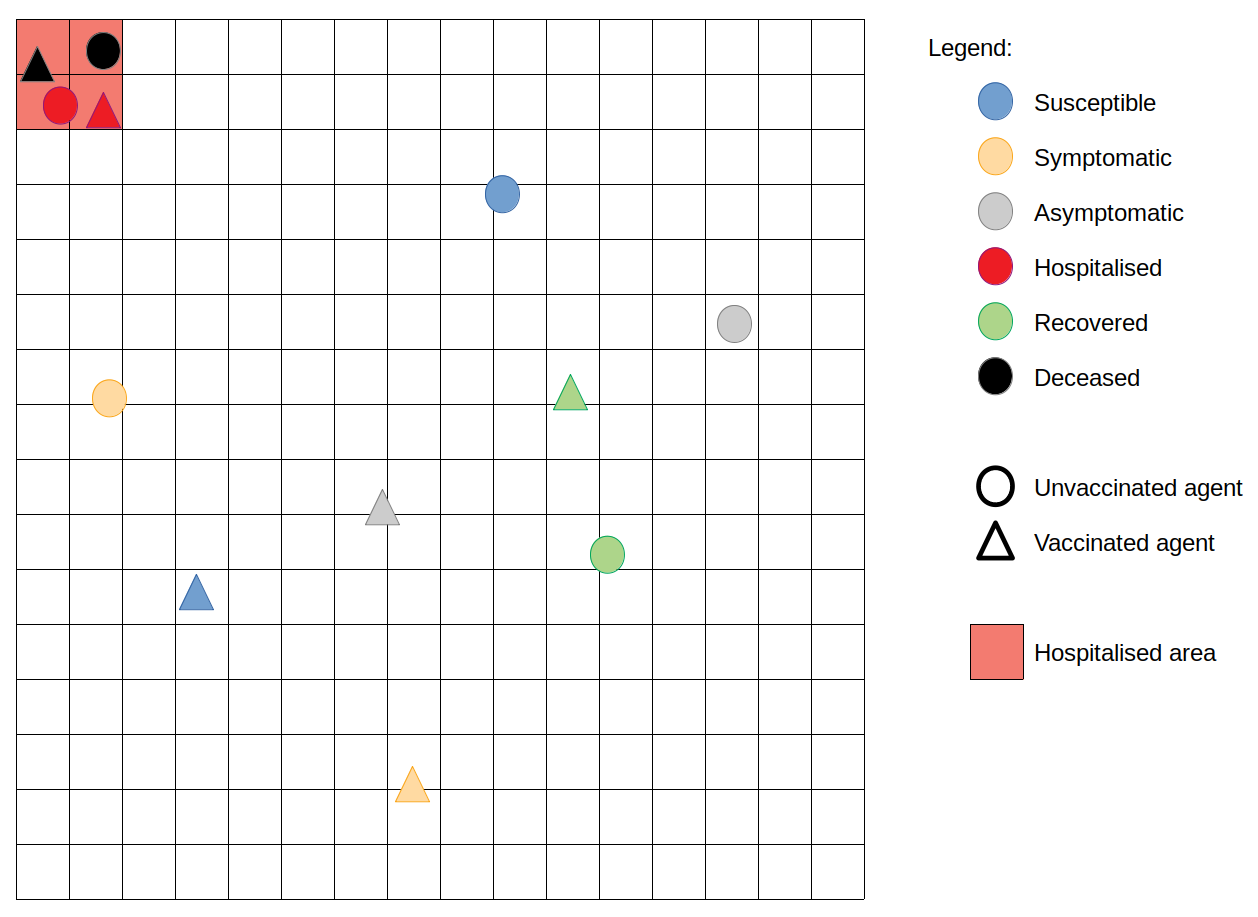 Legend:
Susceptible
Symptomatic
Asymptomatic
Hospitalised
Recovered
Deceased
Unvaccinated agent
Vaccinated agent
Hospitalised area